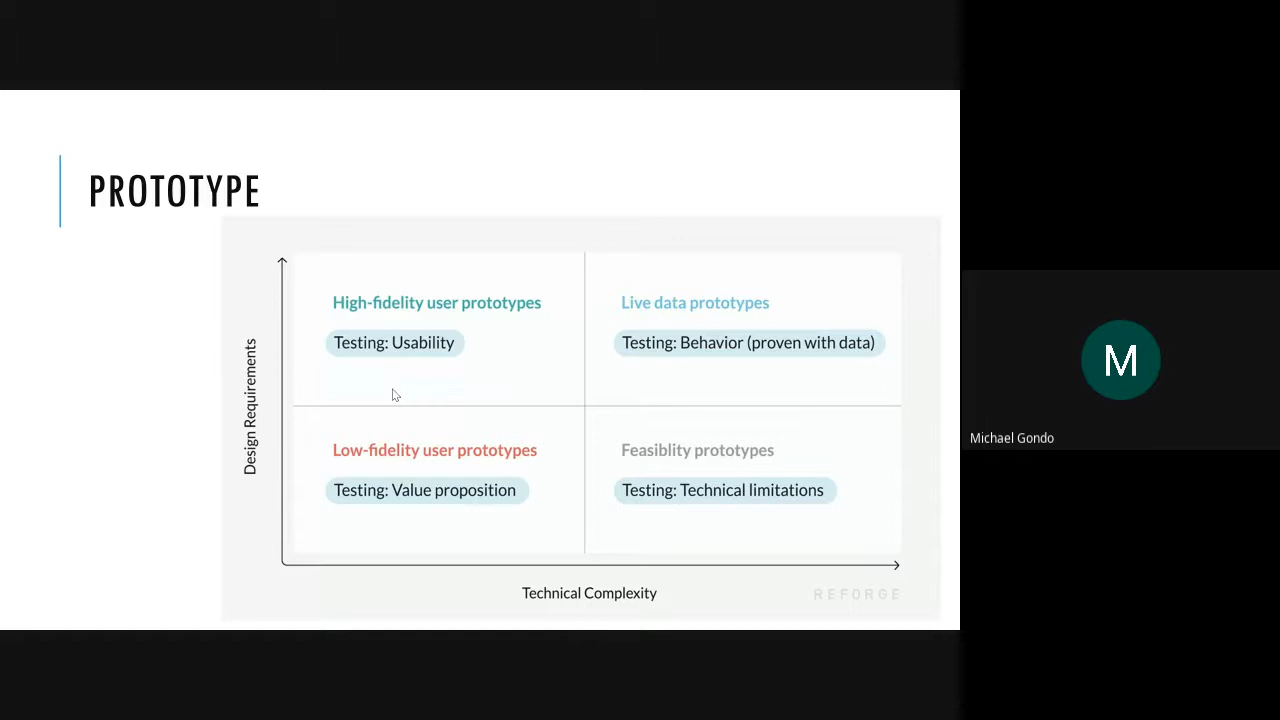 PROTOTYPE
High-fidelity user prototypes
Live data prototypes
Testing: Usability
Testing: Behavior (proven with data)
Design Requirements
Low-fidelity user prototypes
Feasiblity prototypes
Testing: Value proposition
Testing: Technical limitations
Technical Complexity
REFORGE
M
Michael Gondo